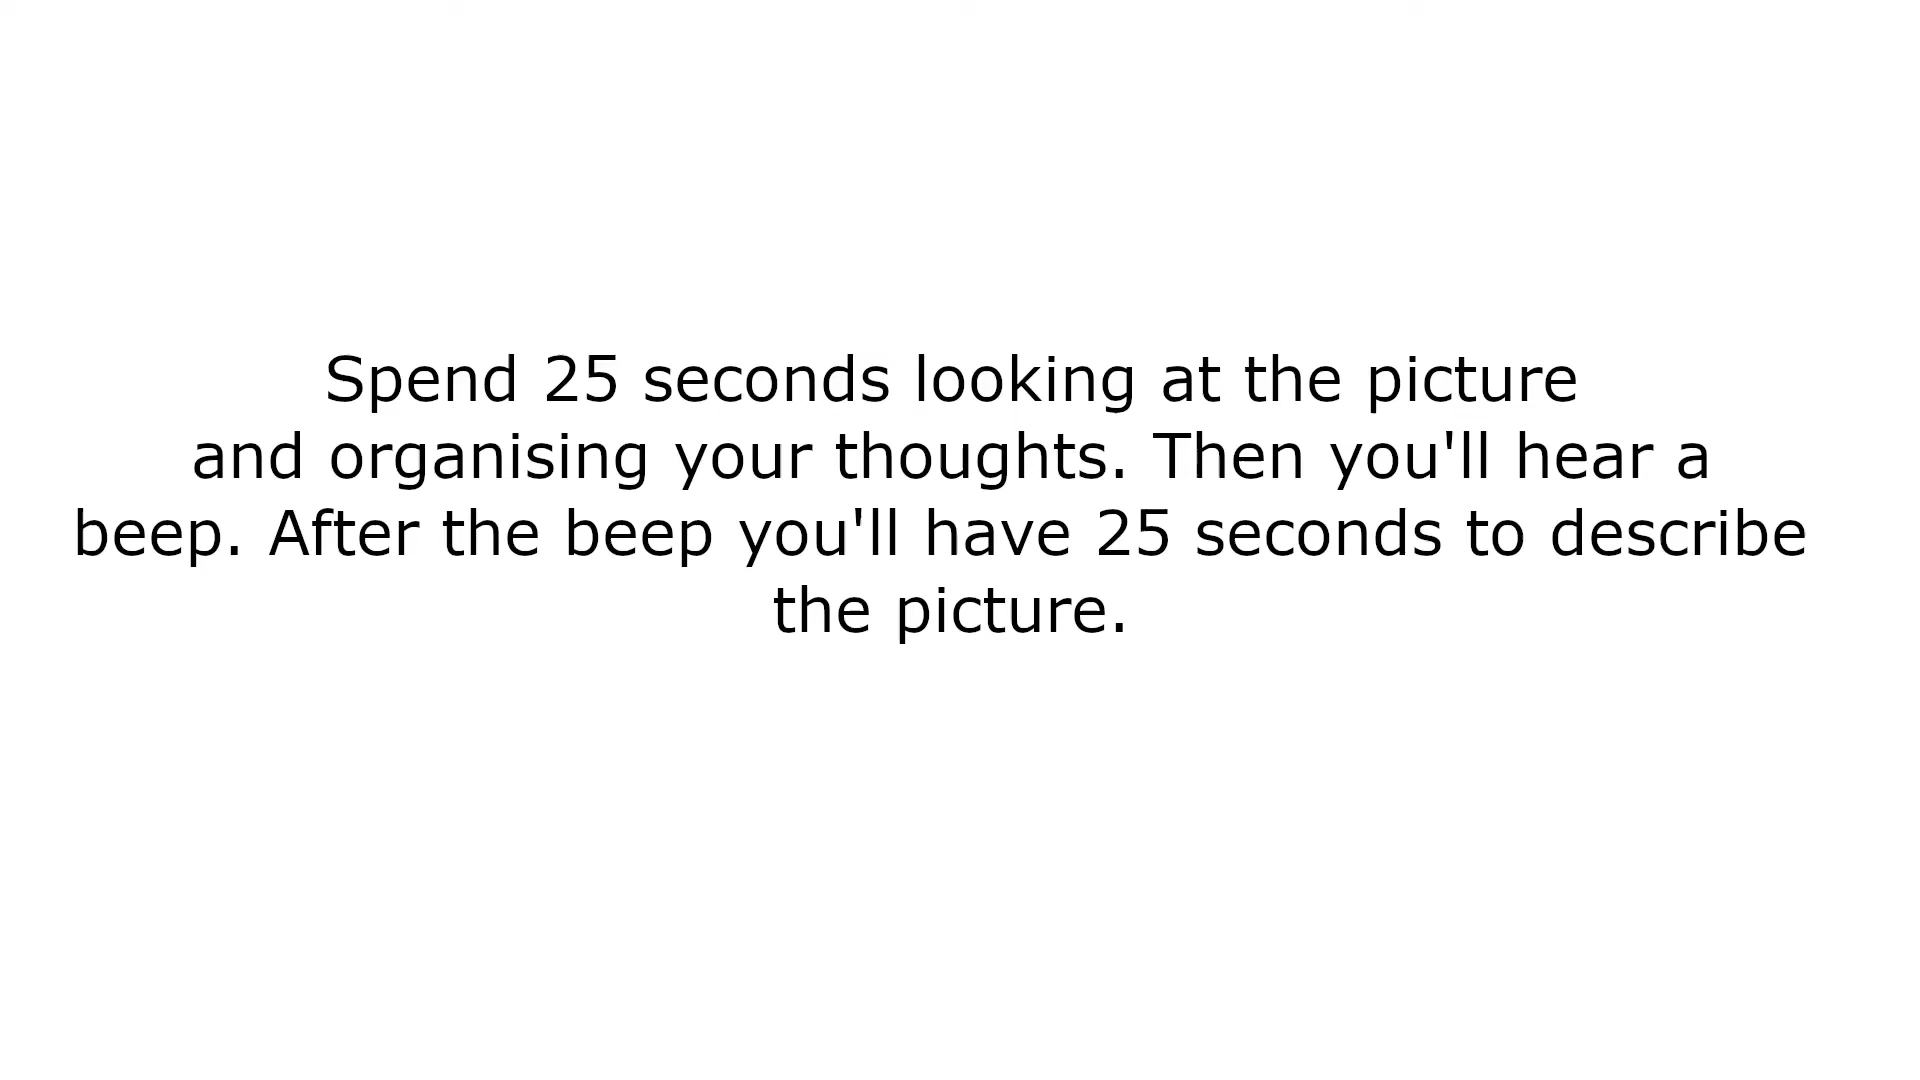 Spend 25 seconds looking at the picture
and organising your thoughts. Then you'll hear a
beep. After the beep you'll have 25 seconds to describe
the picture.